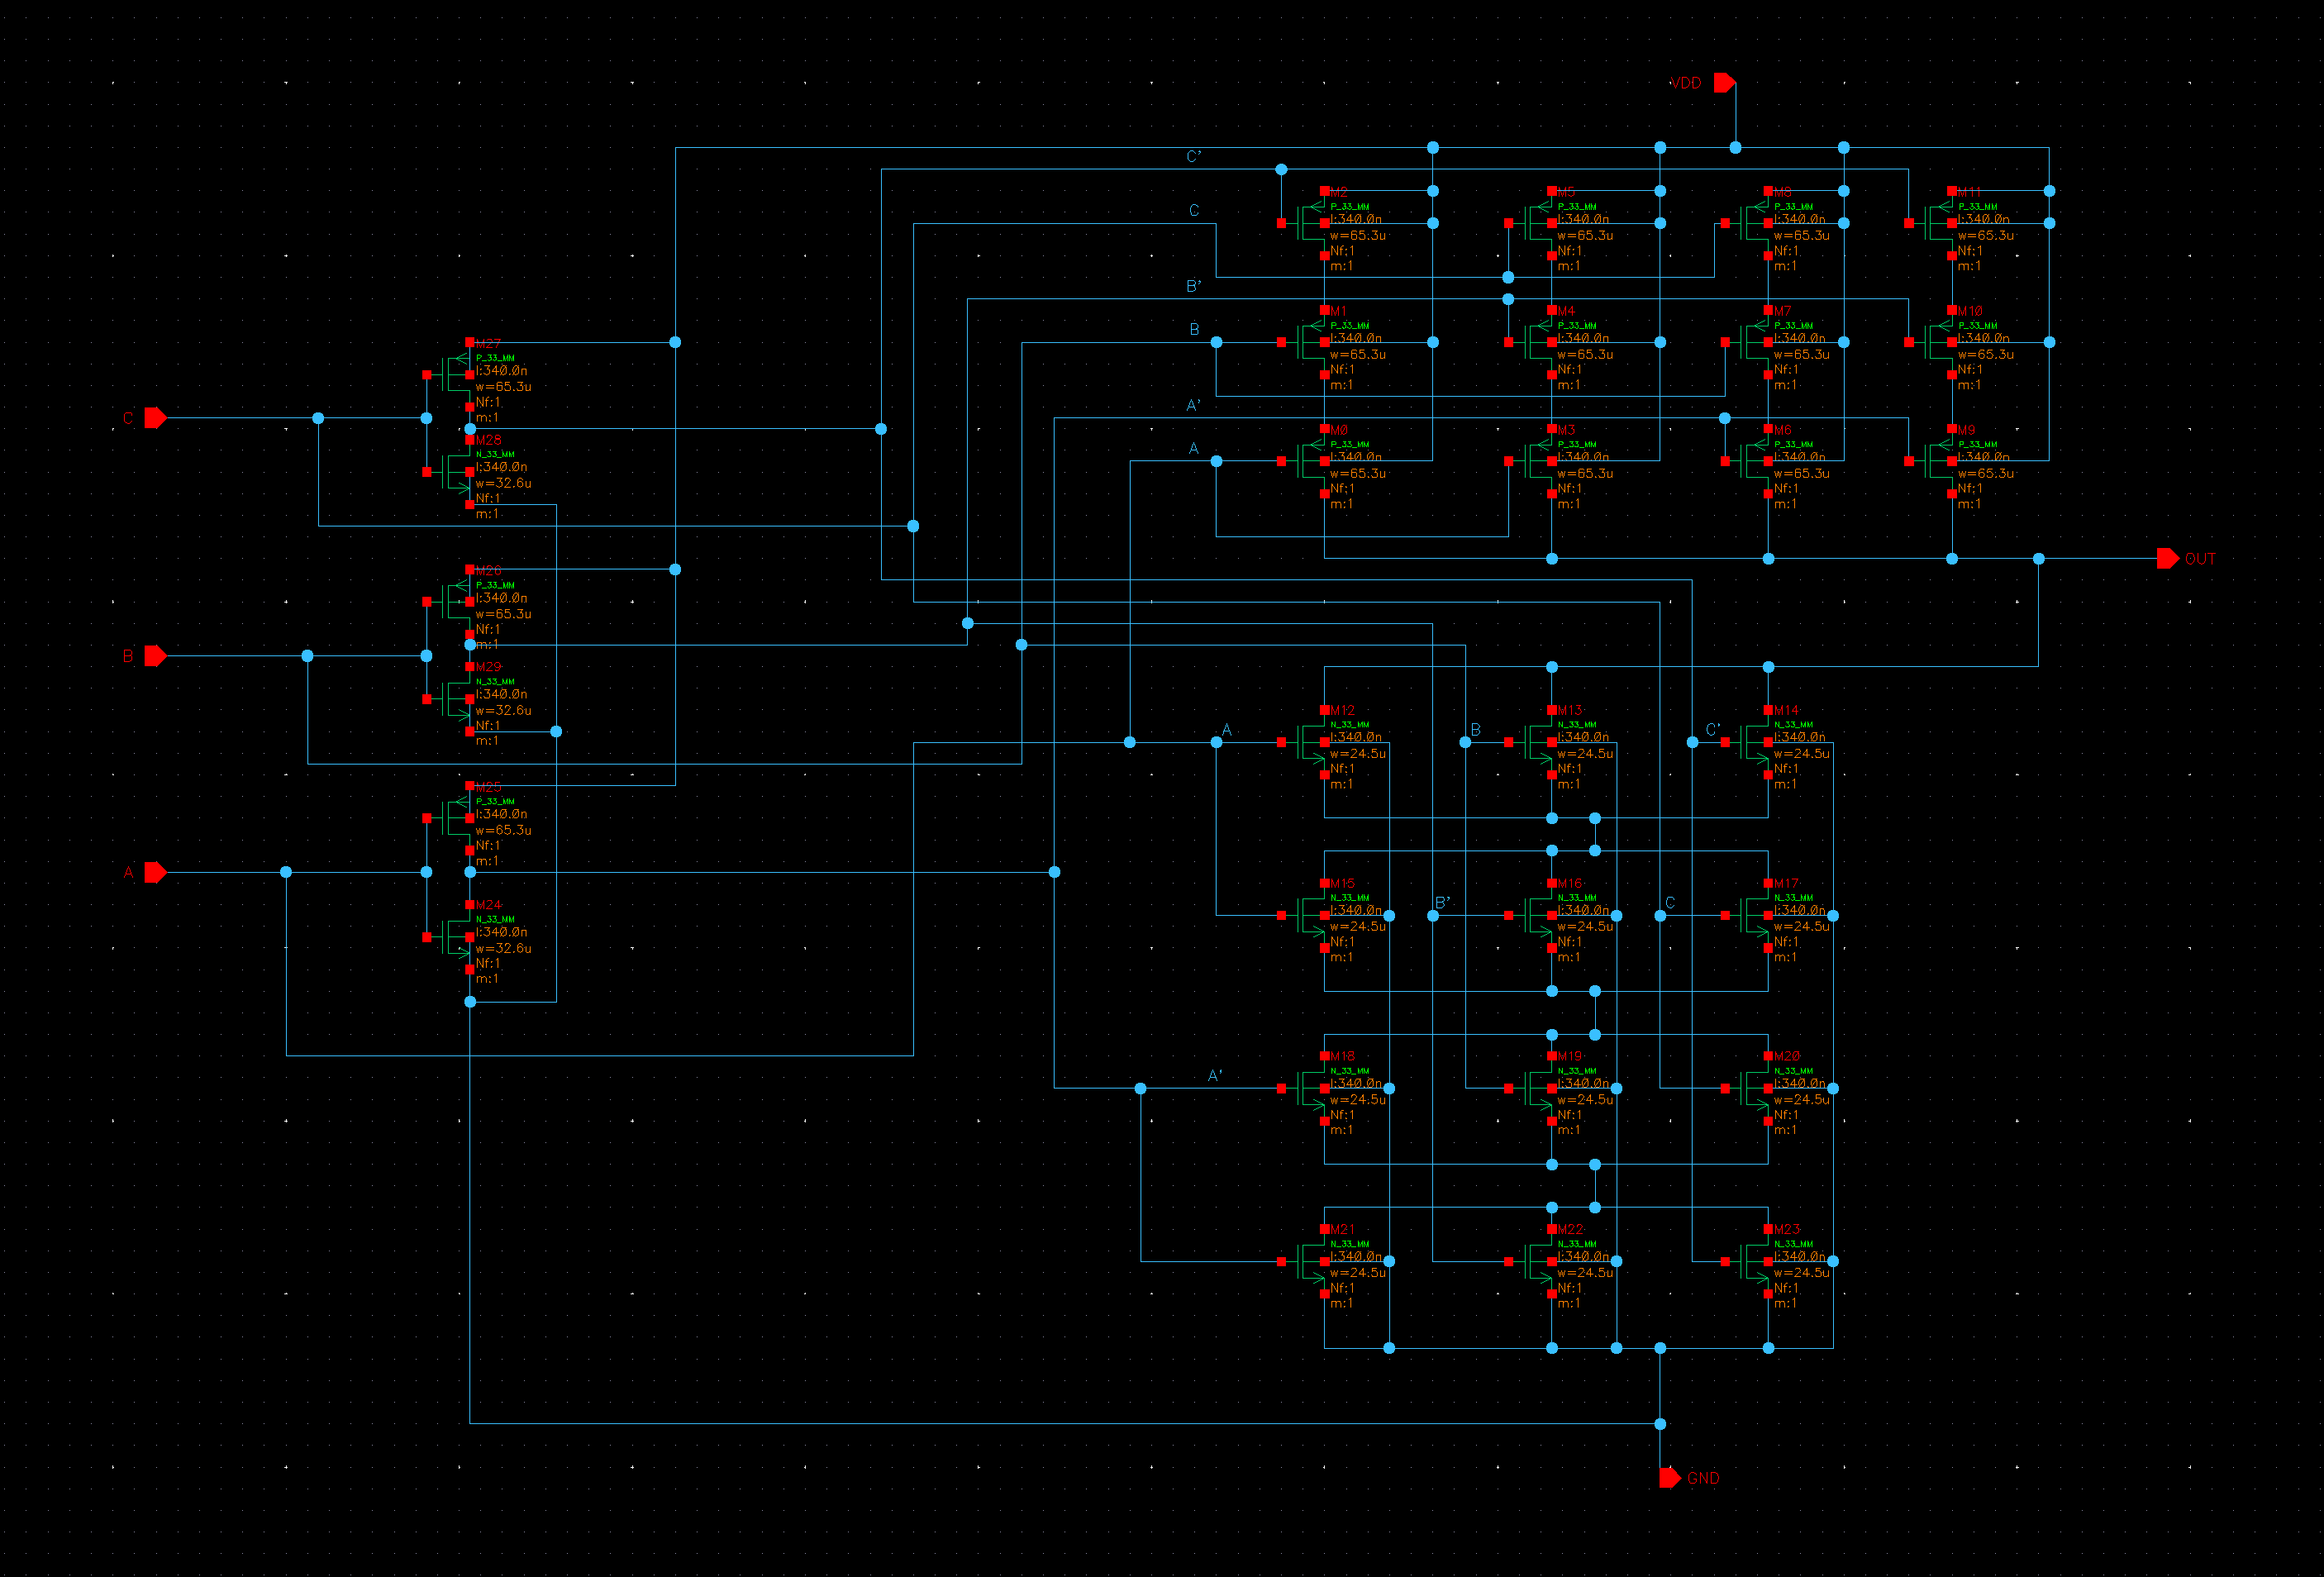 VDD
C'
C
M2
P_33_MM
l:340.0n
w=65.3u
Nf:1
m:1
M5
P_33_MM
l:340.0n
w=65.3u
Nf:1
m:1
M8
P_33_MM
l:340.0n
w=65.3u
Nf:1
m:1
M11
P_33_MM
l:340.0n
w=65.3u
Nf:1
m:1
B'
B
M1
P_33_MM
l:340.0n
w=65.3u
Nf:1
m:1
M4
P_33_MM
l:340.0n
w=65.3u
Nf:1
m:1
M7
P_33_MM
l:340.0n
w=65.3u
Nf:1
m:1
M10
P_33_MM
l:340.0n
w=65.3u
Nf:1
m:1
A'
A
M0
P_33_MM
l:340.0n
w=65.3u
Nf:1
m:1
M3
P_33_MM
l:340.0n
w=65.3u
Nf:1
m:1
M6
P_33_MM
l:340.0n
w=65.3u
Nf:1
m:1
M9
P_33_MM
l:340.0n
w=65.3u
Nf:1
m:1
OUT
C
M27
P_33_MM
l:340.0n
w=65.3u
Nf:1
m:1
M28
N_33_MM
l:340.0n
w=32.6u
Nf:1
m:1
B
M26
P_33_MM
l:340.0n
w=65.3u
Nf:1
m:1
M29
N_33_MM
l:340.0n
w=32.6u
Nf:1
m:1
A
M25
P_33_MM
l:340.0n
w=65.3u
Nf:1
m:1
M24
N_33_MM
l:340.0n
w=32.6u
Nf:1
m:1
A
M12
N_33_MM
l:340.0n
w=24.5u
Nf:1
m:1
B
M13
N_33_MM
l:340.0n
w=24.5u
Nf:1
m:1
C'
M14
N_33_MM
l:340.0n
w=24.5u
Nf:1
m:1
M15
N_33_MM
l:340.0n
w=24.5u
Nf:1
m:1
B'
M16
N_33_MM
l:340.0n
w=24.5u
Nf:1
m:1
C
M17
N_33_MM
l:340.0n
w=24.5u
Nf:1
m:1
A'
M18
N_33_MM
l:340.0n
w=24.5u
Nf:1
m:1
M19
N_33_MM
l:340.0n
w=24.5u
Nf:1
m:1
M20
N_33_MM
l:340.0n
w=24.5u
Nf:1
m:1
M21
N_33_MM
l:340.0n
w=24.5u
Nf:1
m:1
M22
N_33_MM
l:340.0n
w=24.5u
Nf:1
m:1
M23
N_33_MM
l:340.0n
w=24.5u
Nf:1
m:1
GND